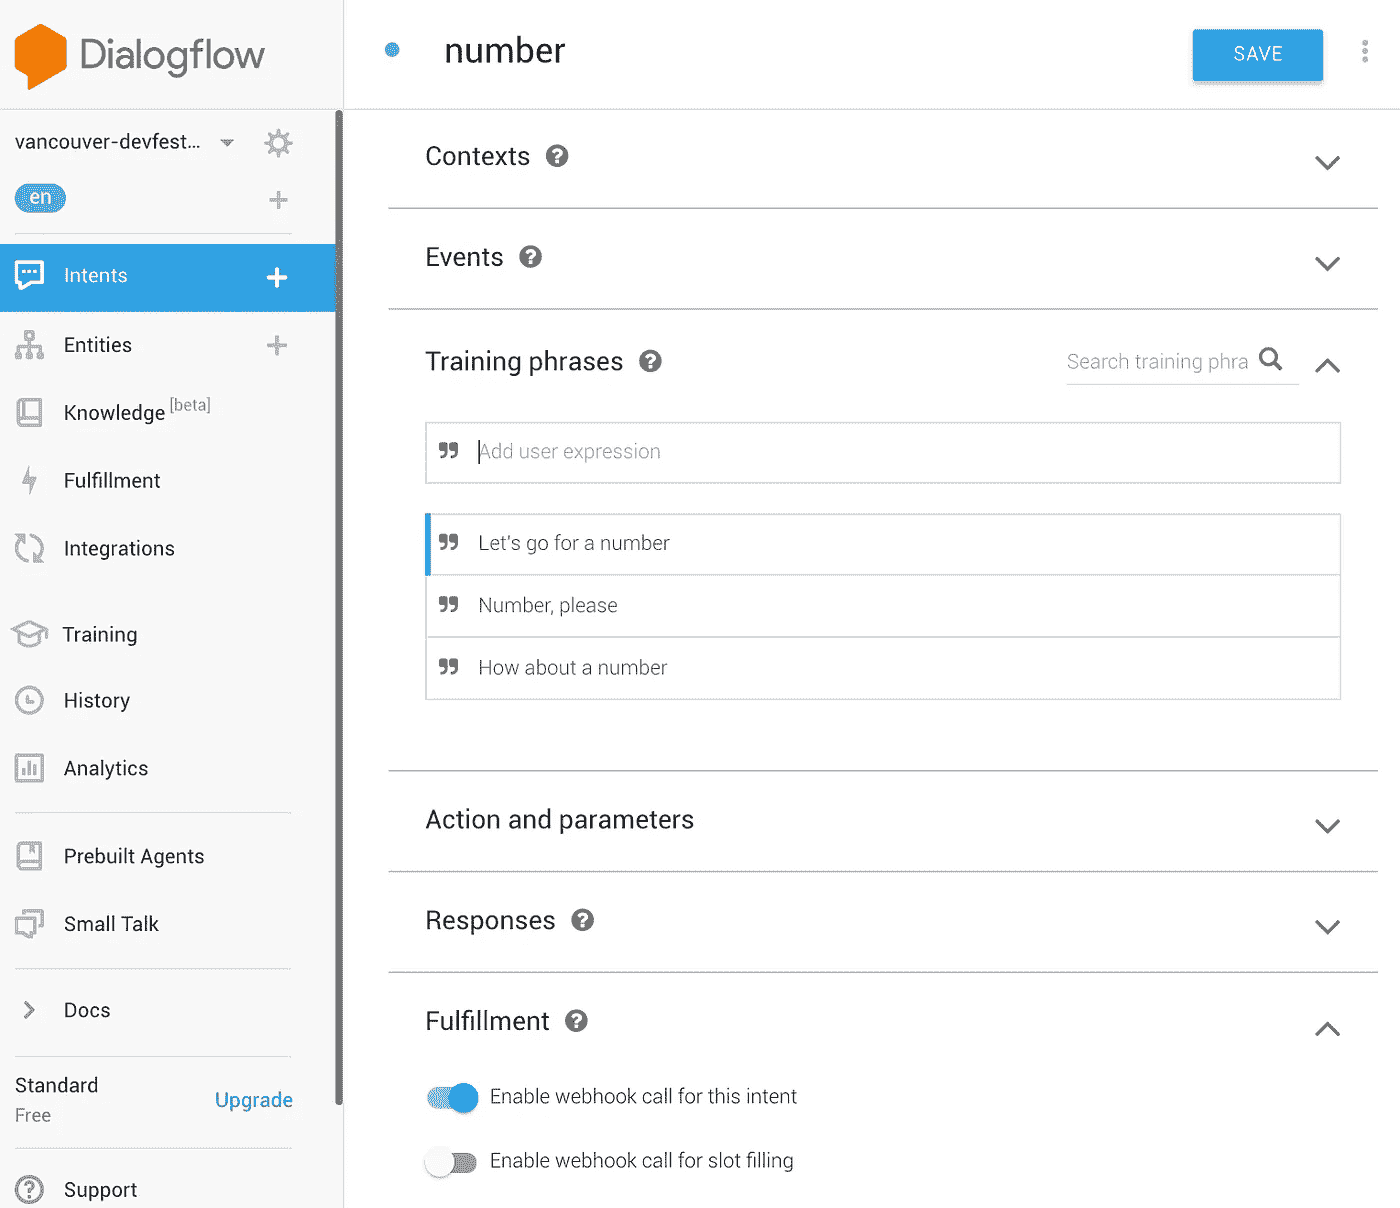 Dialogflow
number
SAVE
vancouver-devfest...
en
Intents
Entities
Knowledge [beta]
Fulfillment
Integrations
Training
History
Analytics
Prebuilt Agents
Small Talk
Docs
Standard
Free
Upgrade
Support
Contexts
Events
Training phrases
Search training phra
Add user expression
Let's go for a number
Number, please
How about a number
Action and parameters
Responses
Fulfillment
Enable webhook call for this intent
Enable webhook call for slot filling